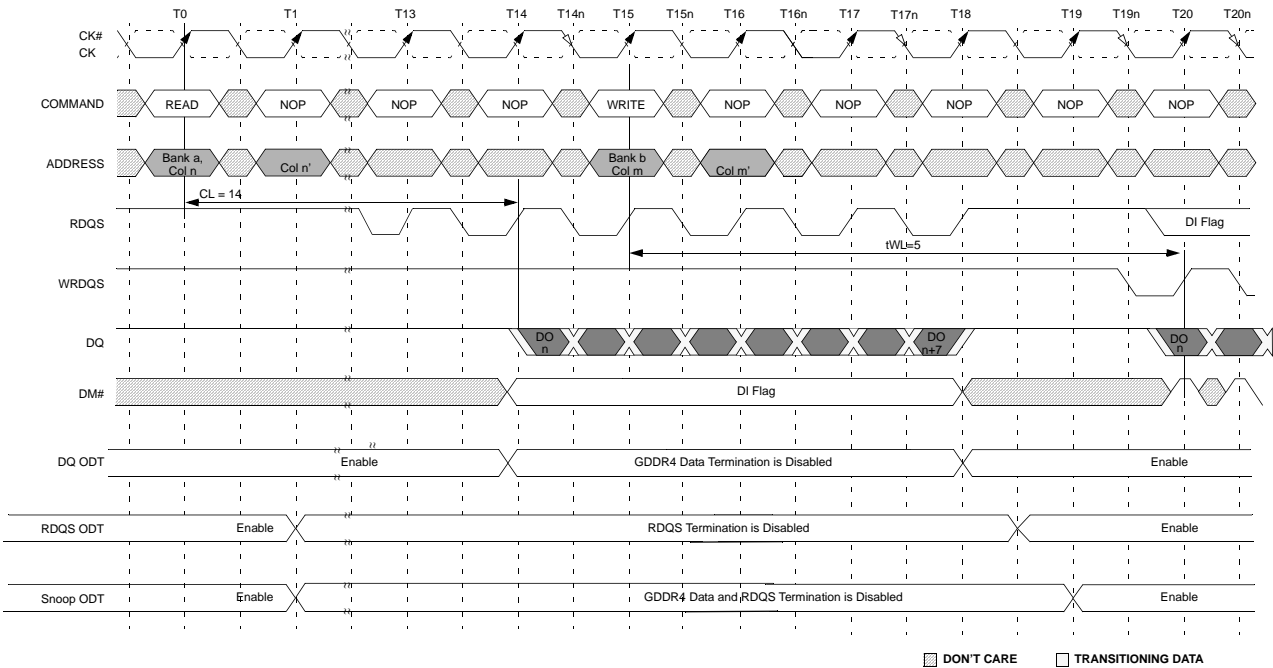 T0 T1 T13 T14 T14n T15 T15n T16 T16n T17 T17n T18 T19 T19n T20 T20n
CK#
CK
COMMAND READ NOP NOP NOP WRITE NOP NOP NOP NOP NOP
ADDRESS Bank a, Col n' Bank b Col m'
Col n Col m
CL = 14
RDQS DI Flag
tWL=5
WRDQS
DQ DO DO DO
n n+7 n
DM# DI Flag
DQ ODT Enable GDDR4 Data Termination is Disabled Enable
RDQS ODT Enable RDQS Termination is Disabled Enable
Snoop ODT Enable GDDR4 Data and RDQS Termination is Disabled Enable
DON'T CARE TRANSITIONING DATA